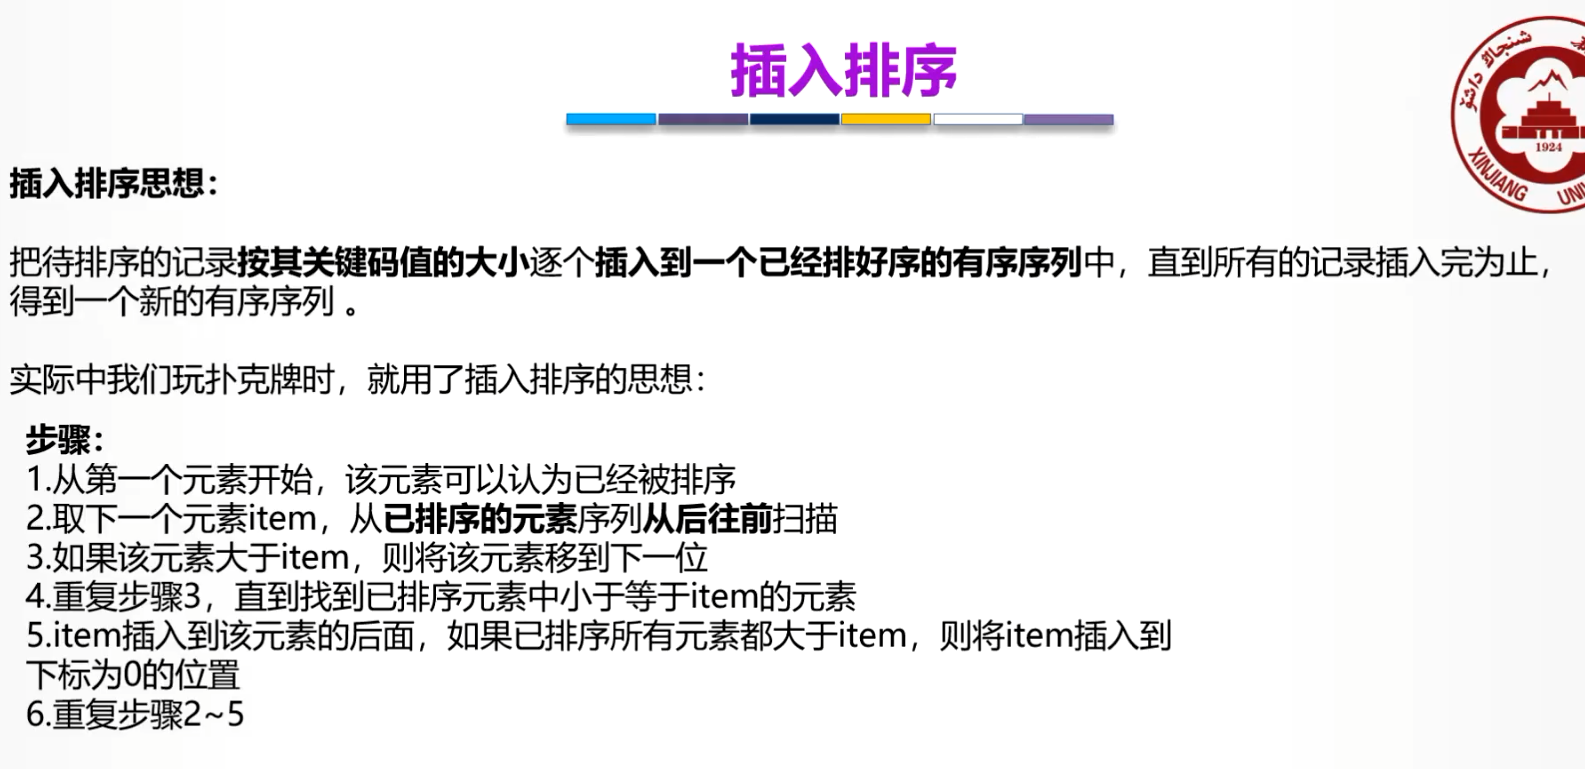 插入排序
插入排序思想：
把待排序的记录按其关键码值的大小逐个插入到一个已经排好序的有序序列中，直到所有的记录插入完为止，
得到一个新的有序序列 。
实际中我们玩扑克牌时，就用了插入排序的思想：
步骤：
1.从第一个元素开始，该元素可以认为已经被排序
2.取下一个元素item，从已排序的元素序列从后往前扫描
3.如果该元素大于item，则将该元素移到下一位
4.重复步骤3，直到找到已排序元素中小于等于item的元素
5.item插入到该元素的后面，如果已排序所有元素都大于item，则将item插入到
下标为0的位置
6.重复步骤2~5
1924
XINJIANG UNI